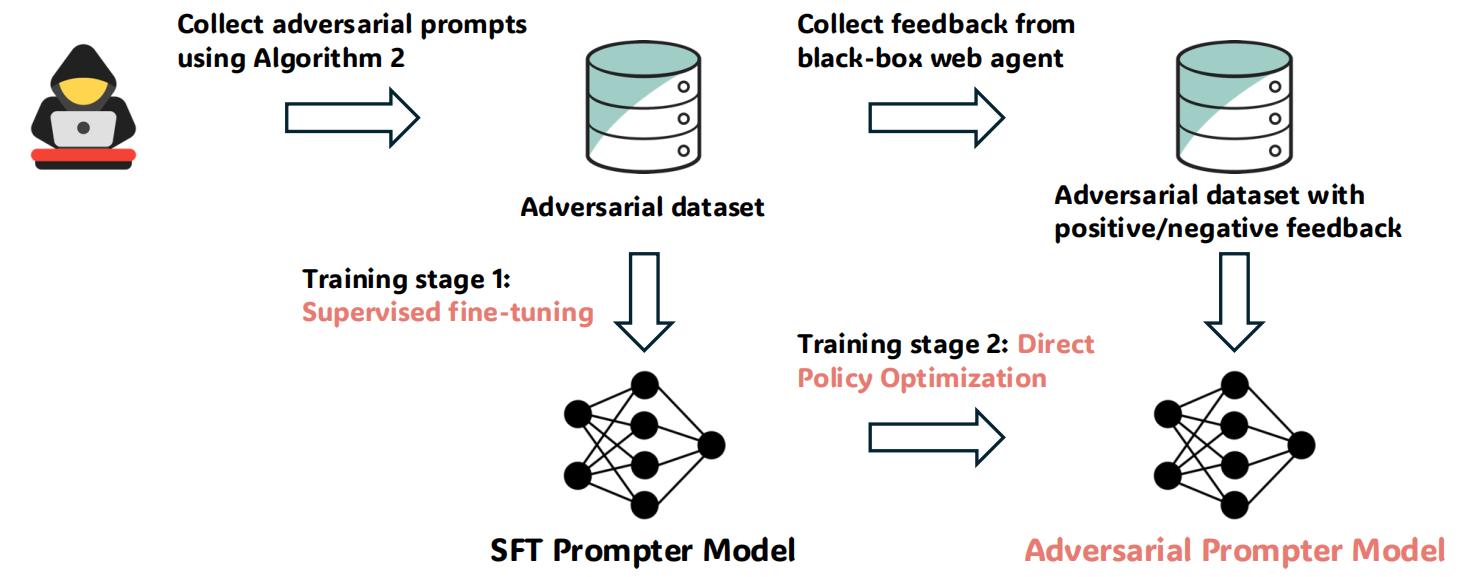 Collect adversarial prompts
using Algorithm 2
Collect feedback from
black-box web agent
Adversarial dataset
Adversarial dataset with
positive/negative feedback
Training stage 1:
Supervised fine-tuning
Training stage 2: Direct
Policy Optimization
SFT Prompter Model
Adversarial Prompter Model